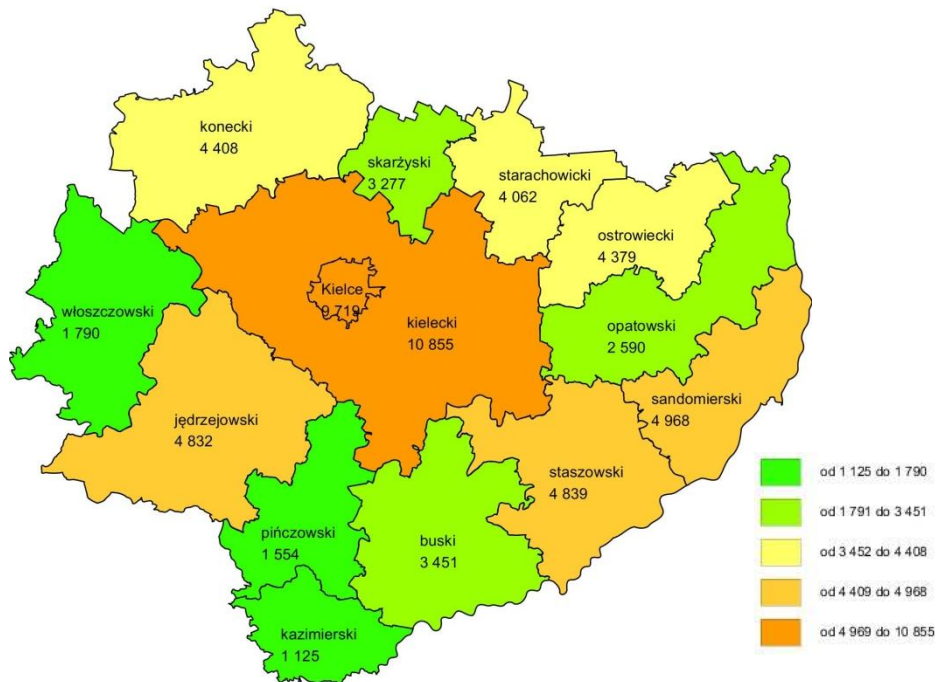 konecki
4 408
skarżyski
3 277
starachowicki
4 062
ostrowiecki
4 379
Kielce
9 719
włoszczowski
1 790
kielecki
10 855
opatowski
2 590
sandomierski
4 968
jędrzejowski
4 832
staszowski
4 839
pińczowski
1 554
buski
3 451
kazimierski
1 125
od 1 125 do 1 790
od 1 791 do 3 451
od 3 452 do 4 408
od 4 409 do 4 968
od 4 969 do 10 855